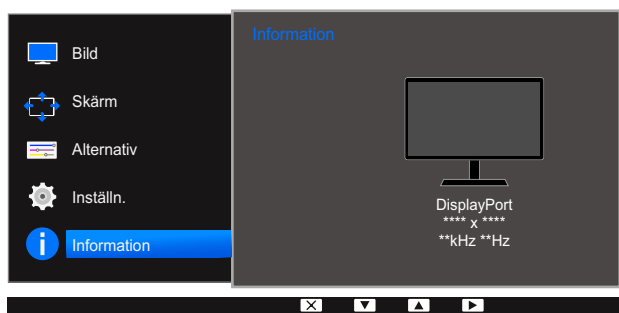 Information
Bild
Skärm
Alternativ
Inställn.
Information
DisplayPort
**** x ****
**kHz **Hz